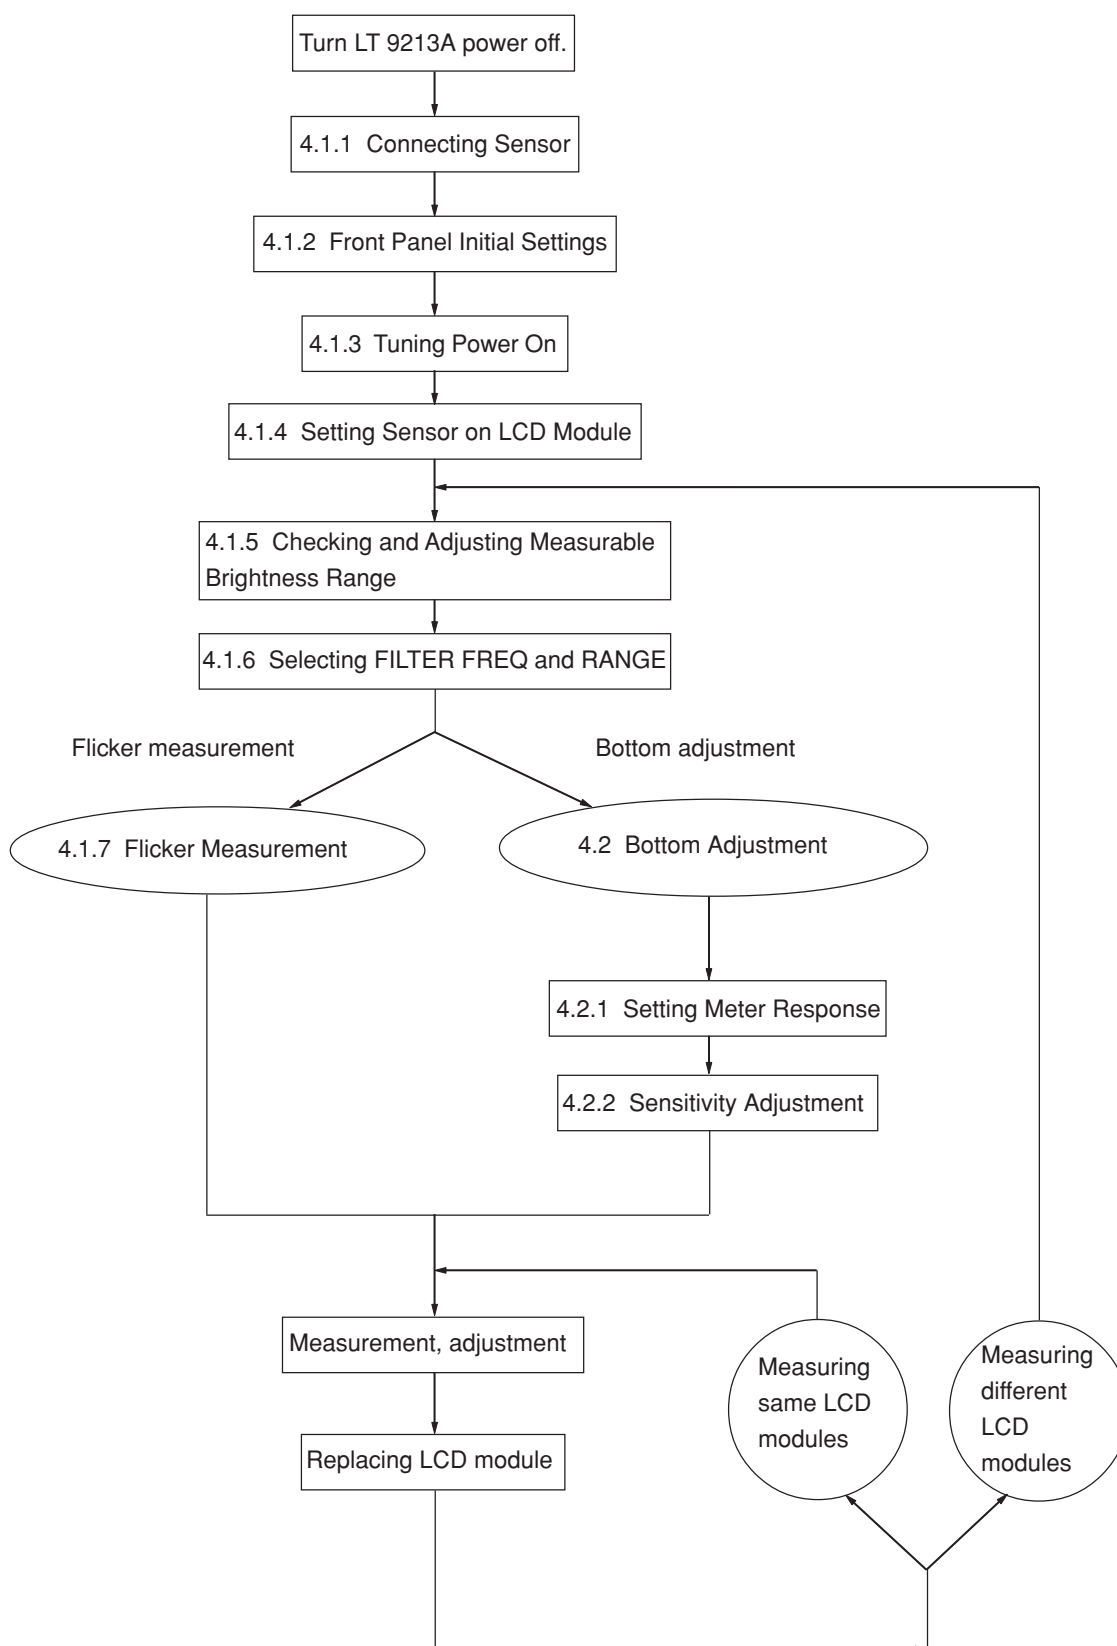 Turn LT 9213A power off.
4.1.1 Connecting Sensor
4.1.2 Front Panel Initial Settings
4.1.3 Tuning Power On
4.1.4 Setting Sensor on LCD Module
4.1.5 Checking and Adjusting Measurable
Brightness Range
4.1.6 Selecting FILTER FREQ and RANGE
Flicker measurement
Bottom adjustment
4.1.7 Flicker Measurement
4.2 Bottom Adjustment
4.2.1 Setting Meter Response
4.2.2 Sensitivity Adjustment
Measurement, adjustment
Replacing LCD module
Measuring
same LCD
modules
Measuring
different
LCD
modules